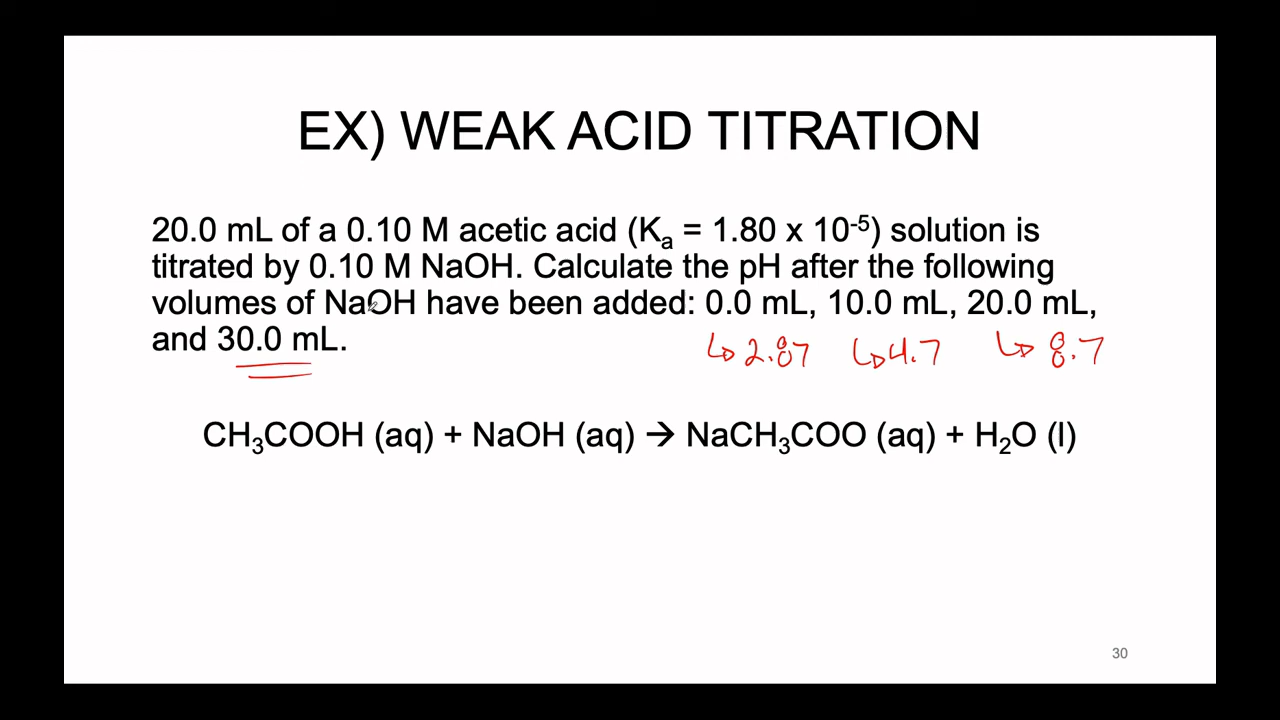 EX) WEAK ACID TITRATION
20.0 mL of a 0.10 M acetic acid (Kₐ = 1.80 x 10⁻⁵) solution is
titrated by 0.10 M NaOH. Calculate the pH after the following
volumes of NaOH have been added: 0.0 mL, 10.0 mL, 20.0 mL,
and 30.0 mL.
↳ 2.87 ↳ 4.7 ↳ 8.7
CH₃COOH (aq) + NaOH (aq) → NaCH₃COO (aq) + H₂O (l)
30